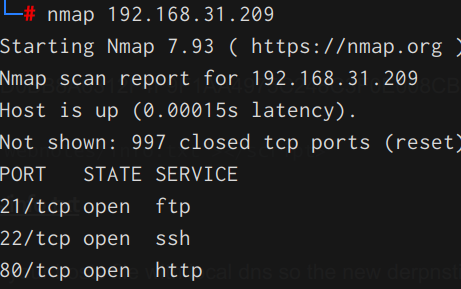 # nmap 192.168.31.209
Starting Nmap 7.93 ( https://nmap.org )
Nmap scan report for 192.168.31.209
Host is up (0.00015s latency).
Not shown: 997 closed tcp ports (reset)
PORT   STATE SERVICE
21/tcp open  ftp
22/tcp open  ssh
80/tcp open  http